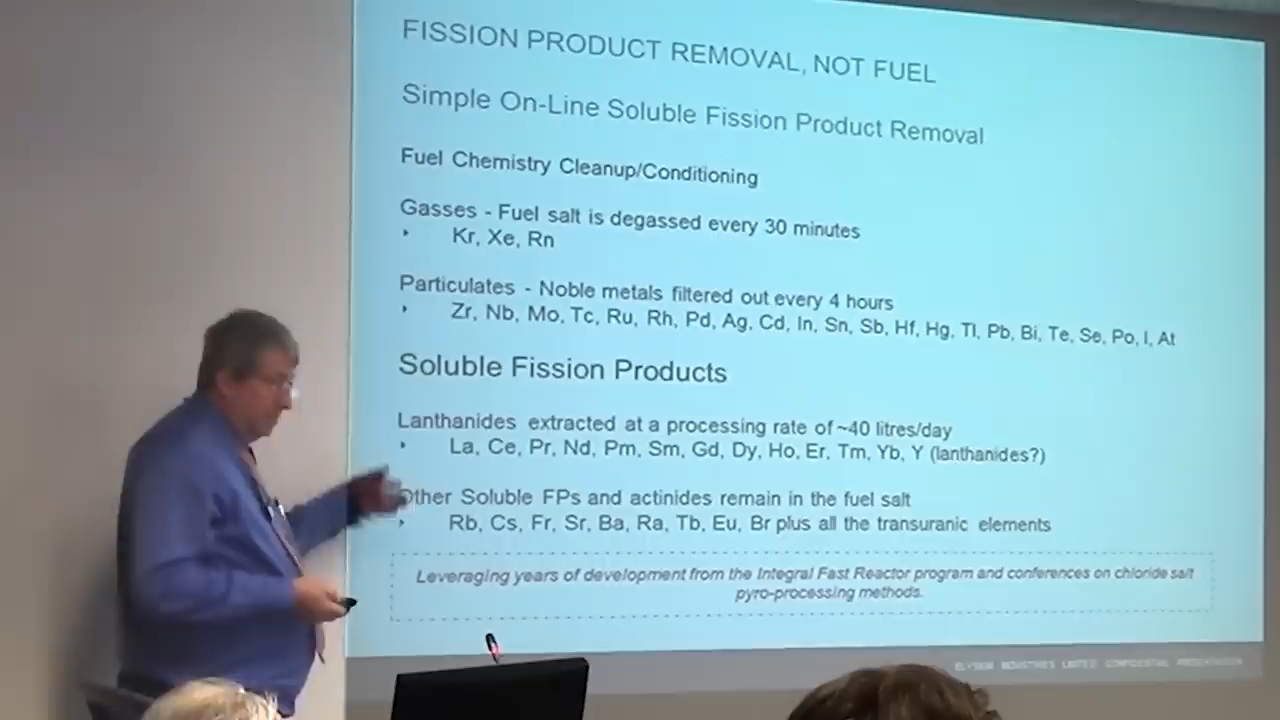 FISSION PRODUCT REMOVAL, NOT FUEL
Simple On-Line Soluble Fission Product Removal
Fuel Chemistry Cleanup/Conditioning
Gasses - Fuel salt is degassed every 30 minutes
Kr, Xe, Rn
Particulates - Noble metals filtered out every 4 hours
Zr, Nb, Mo, Tc, Ru, Rh, Pd, Ag, Cd, In, Sn, Sb, Hf, Hg, Tl, Pb, Bi, Te, Se, Po, I, At
Soluble Fission Products
Lanthanides extracted at a processing rate of ~40 litres/day
La, Ce, Pr, Nd, Pm, Sm, Gd, Dy, Ho, Er, Tm, Yb, Y (lanthanides?)
Other Soluble FPs and actinides remain in the fuel salt
Rb, Cs, Fr, Sr, Ba, Ra, Tb, Eu, Br plus all the transuranic elements
Leveraging years of development from the Integral Fast Reactor program and conferences on chloride salt
pyro-processing methods.
ELYSIUM INDUSTRIES LIMITED CONFIDENTIAL PRESENTATION